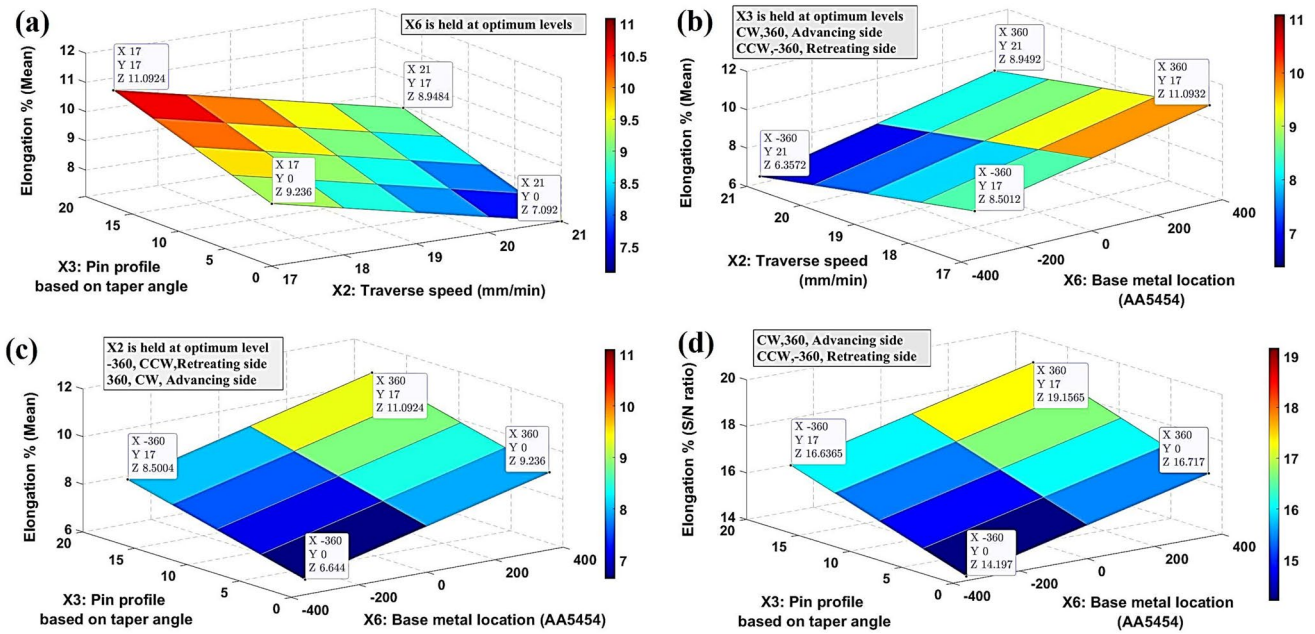 (a)
X6 is held at optimum levels
Elongation % (Mean)
12
11
10
9
8
20
15
10
5
0
X 17
Y 17
Z 11.0924
X 21
Y 17
Z 8.9484
X 17
Y 0
Z 9.236
X 21
Y 0
Z 7.092
17
18
19
20
21
X3: Pin profile
based on taper angle
X2: Traverse speed (mm/min)
11
10.5
10
9.5
9
8.5
8
7.5
(b)
X3 is held at optimum levels
CW,360, Advancing side
CCW,-360, Retreating side
Elongation % (Mean)
12
10
8
6
21
20
19
18
17
X 360
Y 21
Z 8.9492
X 360
Y 17
Z 11.0932
X -360
Y 21
Z 6.3572
X -360
Y 17
Z 8.5012
-400
-200
0
200
400
X2: Traverse speed
(mm/min)
X6: Base metal location
(AA5454)
11
10
9
8
7
(c)
X2 is held at optimum level
-360, CCW,Retreating side
360, CW, Advancing side
Elongation % (Mean)
12
10
8
6
20
15
10
5
0
X 360
Y 17
Z 11.0924
X -360
Y 17
Z 8.5004
X 360
Y 0
Z 9.236
X -360
Y 0
Z 6.644
-400
-200
0
200
400
X3: Pin profile
based on taper angle
X6: Base metal location (AA5454)
11
10
9
8
7
(d)
CW,360, Advancing side
CCW,-360, Retreating side
Elongation % (S/N ratio)
20
18
16
14
20
15
10
5
0
X 360
Y 17
Z 19.1565
X -360
Y 17
Z 16.6365
X 360
Y 0
Z 16.717
X -360
Y 0
Z 14.197
-400
-200
0
200
400
X3: Pin profile
based on taper angle
X6: Base metal location
(AA5454)
19
18
17
16
15